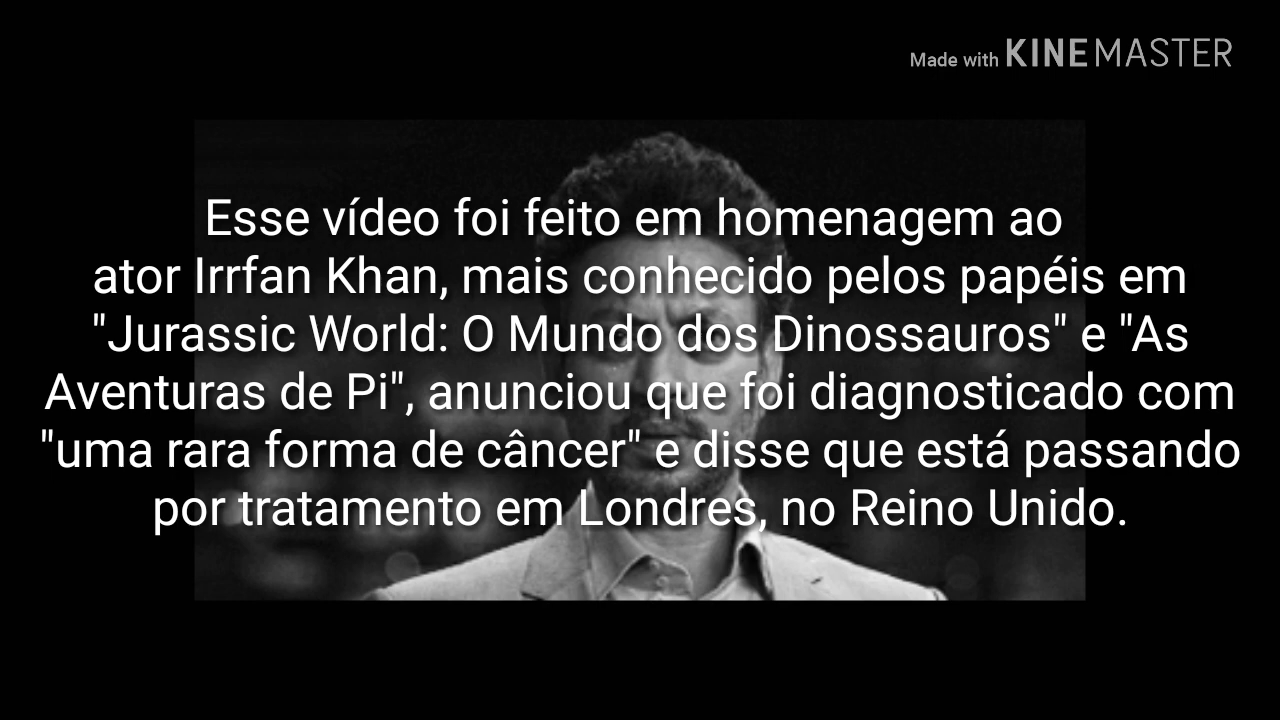 Made with KINEMASTER
Esse vídeo foi feito em homenagem ao
ator Irrfan Khan, mais conhecido pelos papéis em
"Jurassic World: O Mundo dos Dinossauros" e "As
Aventuras de Pi", anunciou que foi diagnosticado com
"uma rara forma de câncer" e disse que está passando
por tratamento em Londres, no Reino Unido.